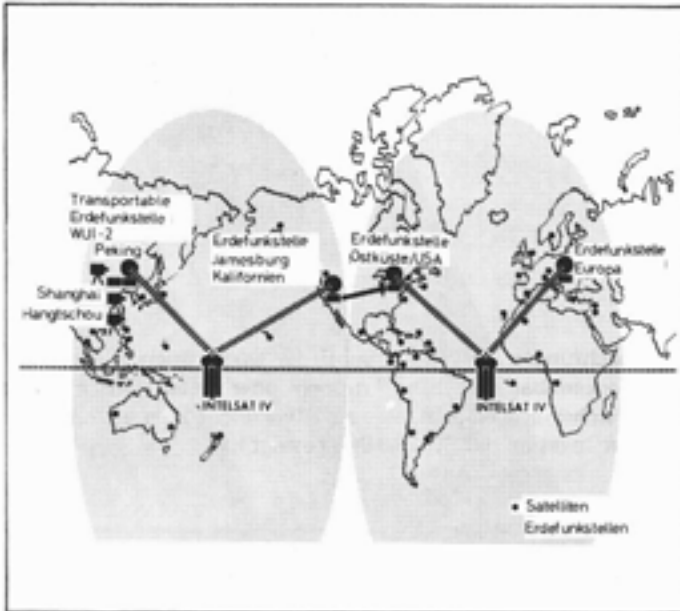 Transportable
Erdefunkstelle
WUI-2
Peking
Shanghai
Hangtschou
Erdefunkstelle
Jamesburg
Kalifornien
Erdefunkstelle
Ostküste/USA
Erdefunkstelle
Europa
INTELSAT IV
INTELSAT IV
Satelliten
Erdefunkstellen